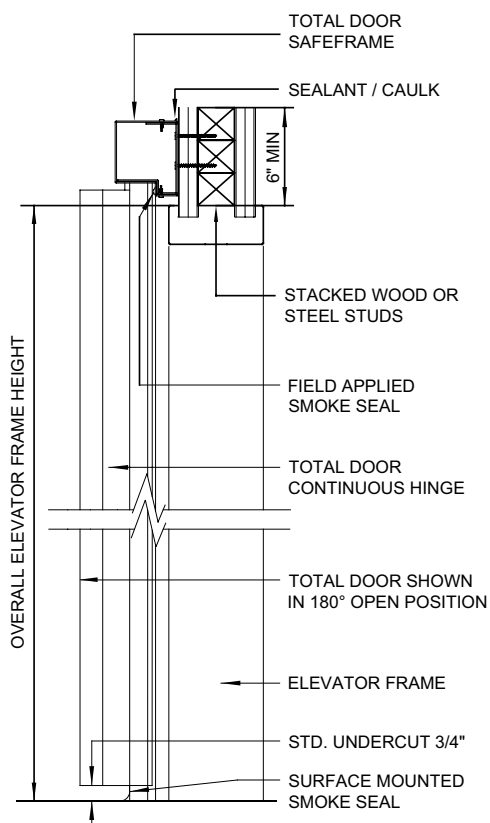 TOTAL DOOR
SAFEFRAME
SEALANT / CAULK
6" MIN
STACKED WOOD OR
STEEL STUDS
FIELD APPLIED
SMOKE SEAL
OVERALL ELEVATOR FRAME HEIGHT
TOTAL DOOR
CONTINUOUS HINGE
TOTAL DOOR SHOWN
IN 180° OPEN POSITION
ELEVATOR FRAME
STD. UNDERCUT 3/4"
SURFACE MOUNTED
SMOKE SEAL